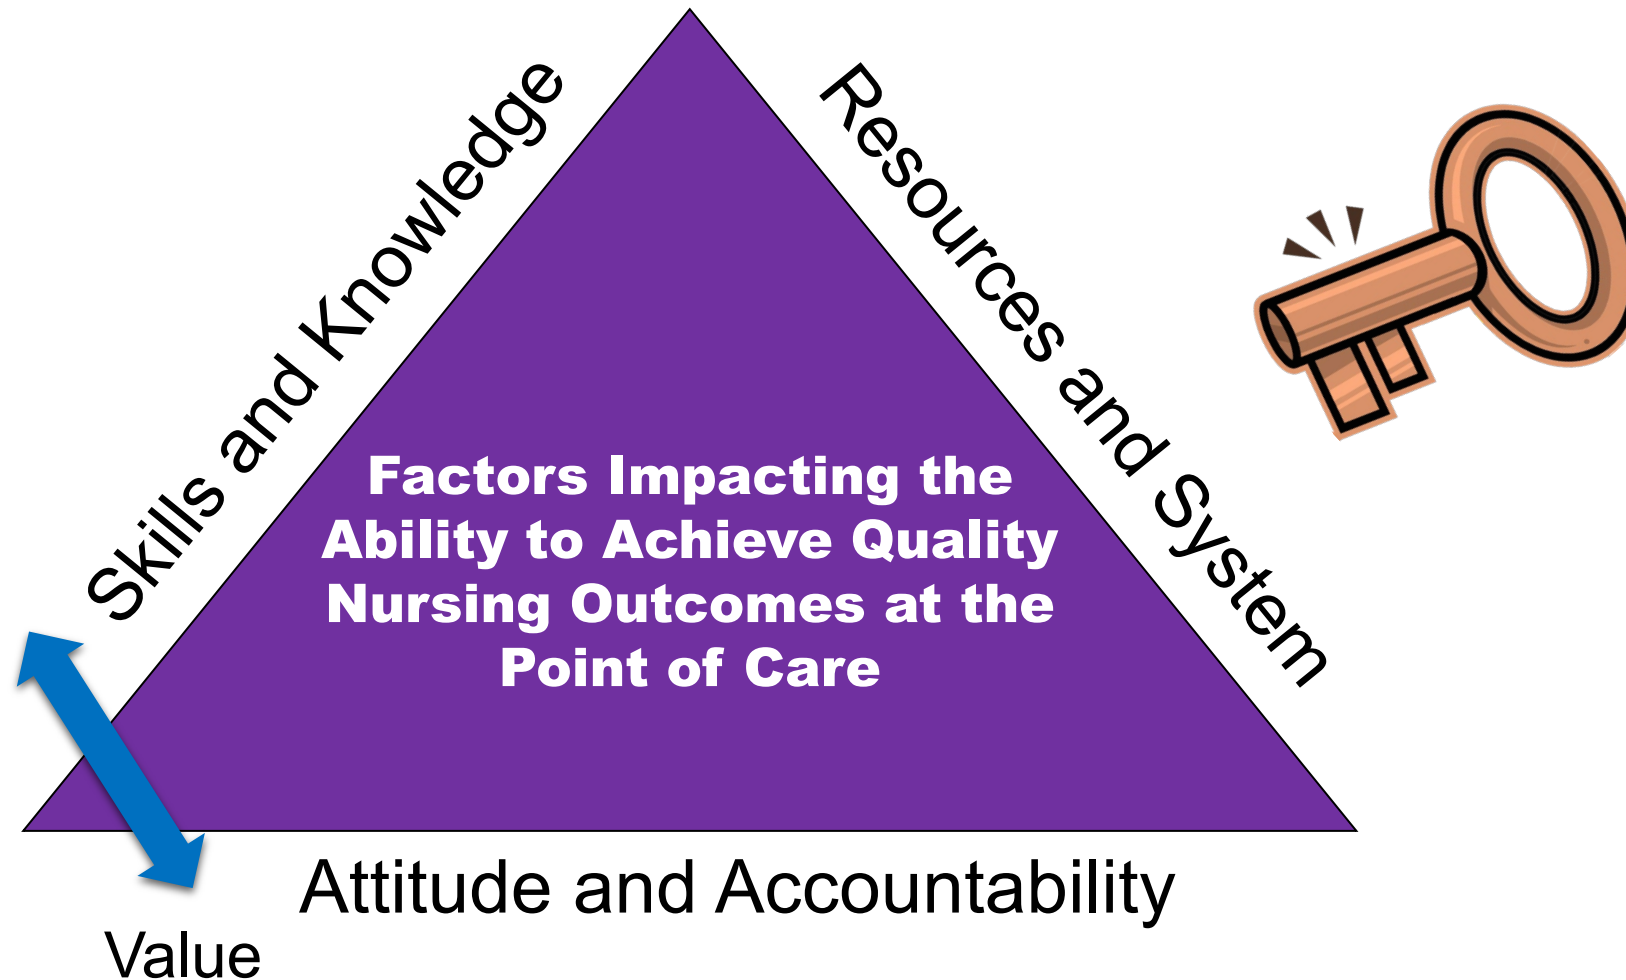 Skills and Knowledge
Resources and System
Factors Impacting the
Ability to Achieve Quality
Nursing Outcomes at the
Point of Care
Attitude and Accountability
Value